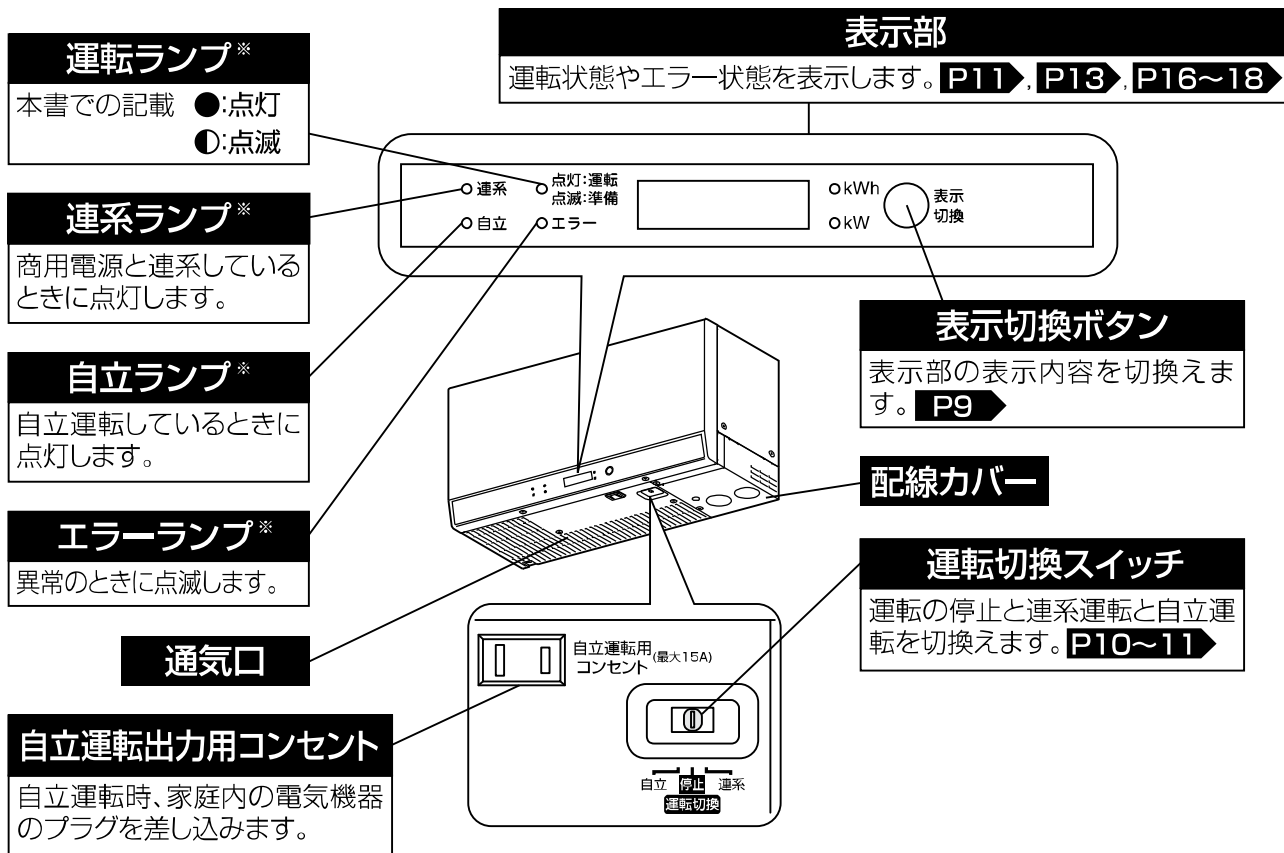 運転ランプ※
本書での記載 ●:点灯
◐:点滅
連系ランプ※
商用電源と連系している
ときに点灯します。
自立ランプ※
自立運転しているときに
点灯します。
エラーランプ※
異常のときに点滅します。
通気口
自立運転出力用コンセント
自立運転時、家庭内の電気機器
のプラグを差し込みます。
表示部
運転状態やエラー状態を表示します。P11, P13, P16~18
連系
点灯:運転
点滅:準備
自立
エラー
kWh
kW
表示
切換
表示切換ボタン
表示部の表示内容を切換えま
す。P9
配線カバー
運転切換スイッチ
運転の停止と連系運転と自立運
転を切換えます。P10~11
自立運転用
コンセント(最大15A)
自立 停止 連系
運転切換